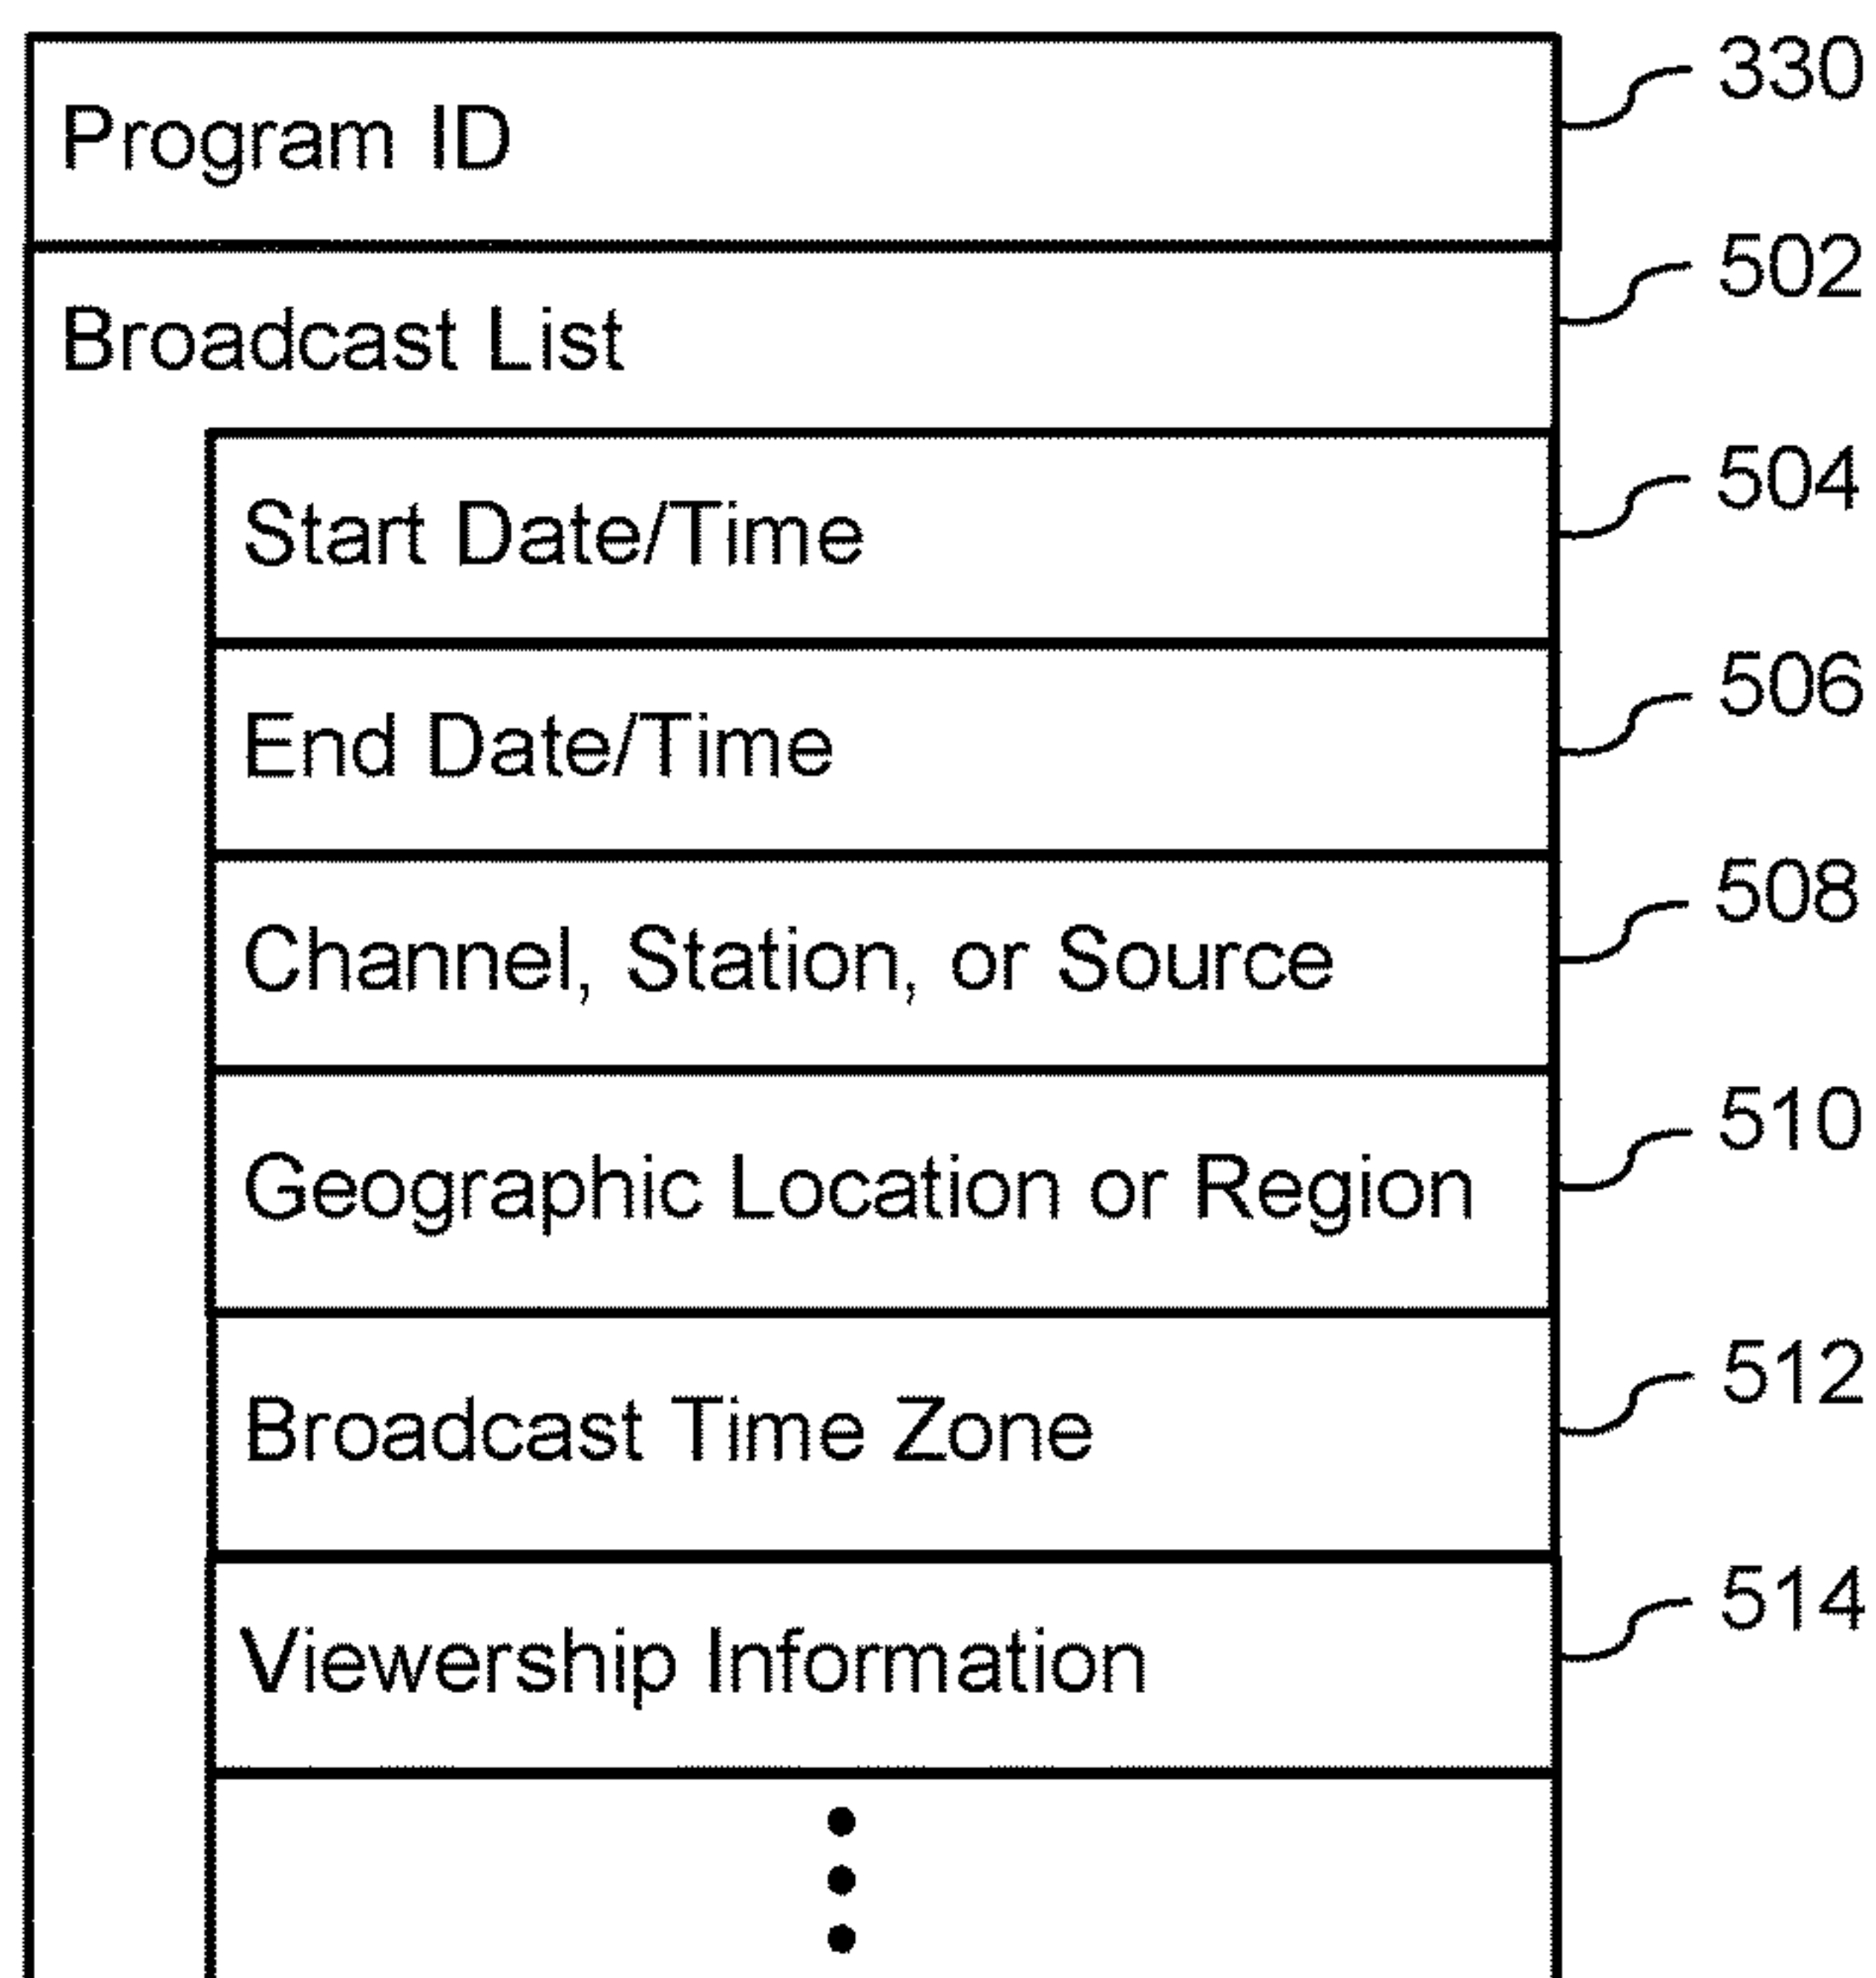 Program ID 330
Broadcast List 502
Start Date/Time 504
End Date/Time 506
Channel, Station, or Source 508
Geographic Location or Region 510
Broadcast Time Zone 512
Viewership Information 514